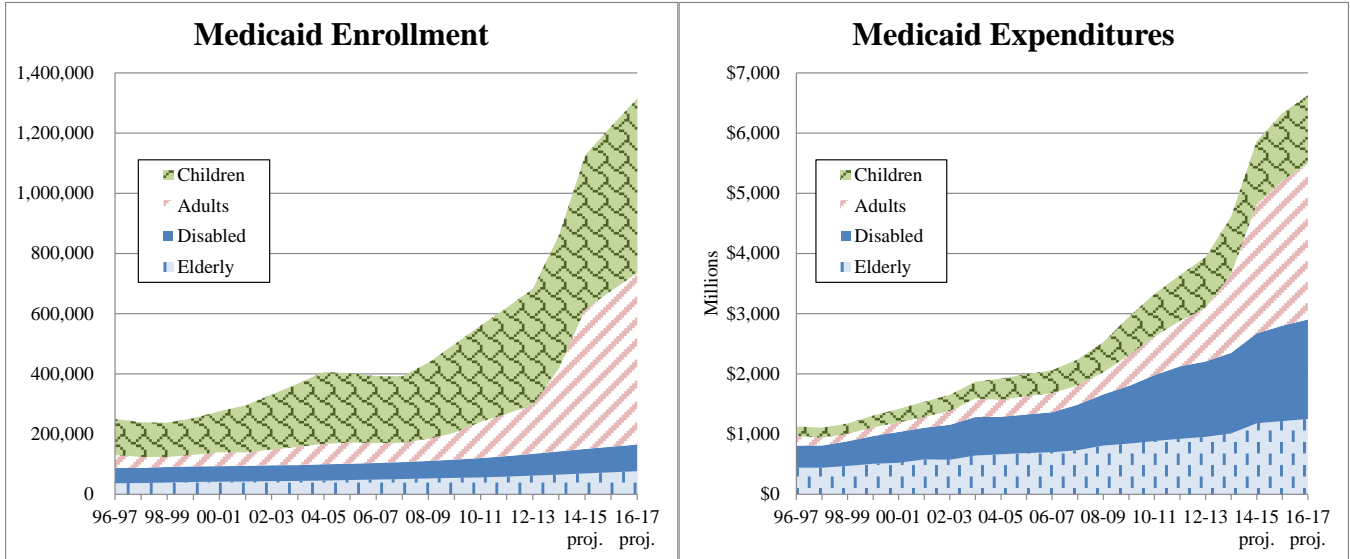 Medicaid Enrollment
1,400,000
1,200,000
1,000,000
800,000
600,000
400,000
200,000
0
Children
Adults
Disabled
Elderly
96-97 98-99 00-01 02-03 04-05 06-07 08-09 10-11 12-13 14-15 16-17
proj. proj.
Medicaid Expenditures
$7,000
$6,000
$5,000
$4,000
$3,000
$2,000
$1,000
$0
Millions
Children
Adults
Disabled
Elderly
96-97 98-99 00-01 02-03 04-05 06-07 08-09 10-11 12-13 14-15 16-17
proj. proj.